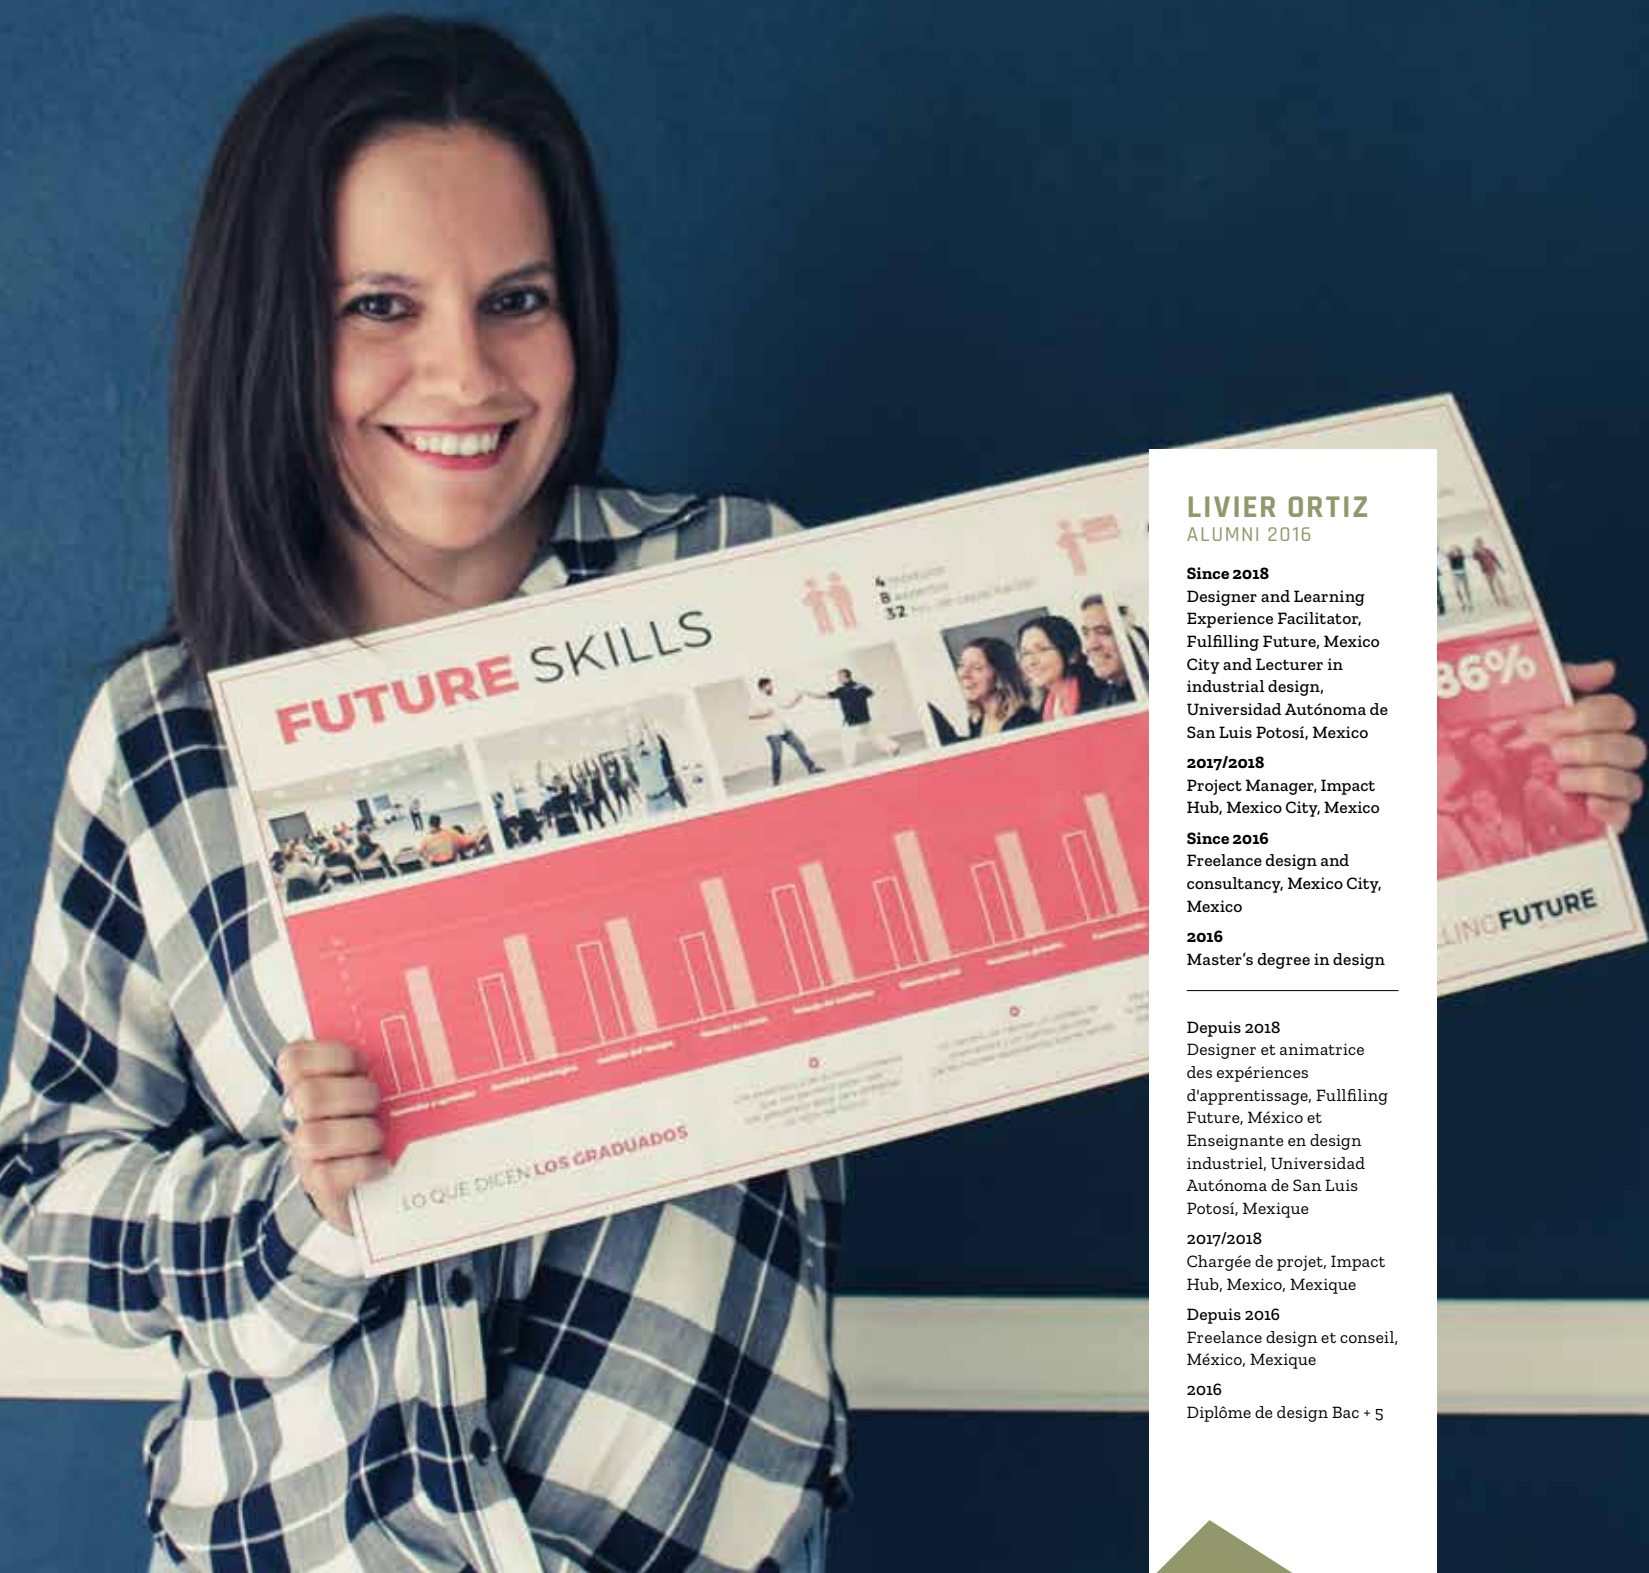 FUTURE SKILLS
4
8
32
86%
LINGFUTURE
LO QUE DICEN LOS GRADUADOS
LIVIER ORTIZ
ALUMNI 2016
Since 2018
Designer and Learning
Experience Facilitator,
Fulfilling Future, Mexico
City and Lecturer in
industrial design,
Universidad Autónoma de
San Luis Potosí, Mexico
2017/2018
Project Manager, Impact
Hub, Mexico City, Mexico
Since 2016
Freelance design and
consultancy, Mexico City,
Mexico
2016
Master’s degree in design
Depuis 2018
Designer et animatrice
des expériences
d'apprentissage, Fullfiling
Future, México et
Enseignante en design
industriel, Universidad
Autónoma de San Luis
Potosí, Mexique
2017/2018
Chargée de projet, Impact
Hub, Mexico, Mexique
Depuis 2016
Freelance design et conseil,
México, Mexique
2016
Diplôme de design Bac + 5